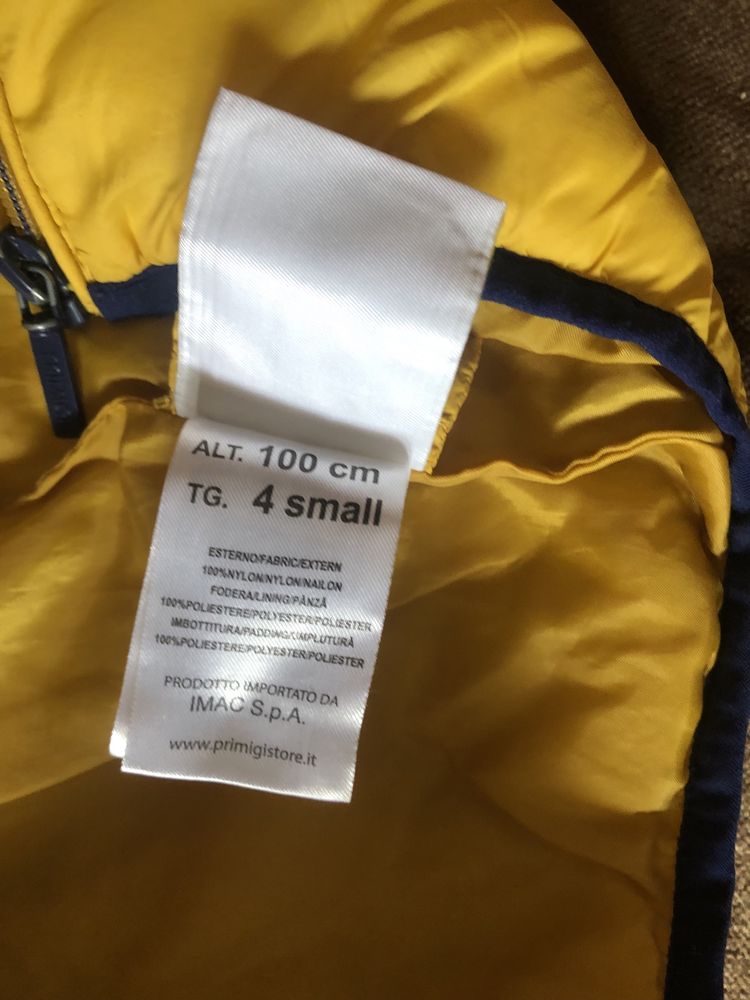 ALT. 100 cm
TG. 4 small
ESTERNO/FABRIC/EXTERN
100%NYLON/NYLON/NAILON
FODERA/LINING/PÂNZĂ
100%POLIESTERE/POLYESTER/POLIESTER
IMBOTTITURA/PADDING/UMPLUTURĂ
100%POLIESTERE/POLYESTER/POLIESTER
PRODOTTO IMPORTATO DA
IMAC S.p.A.
www.primigistore.it